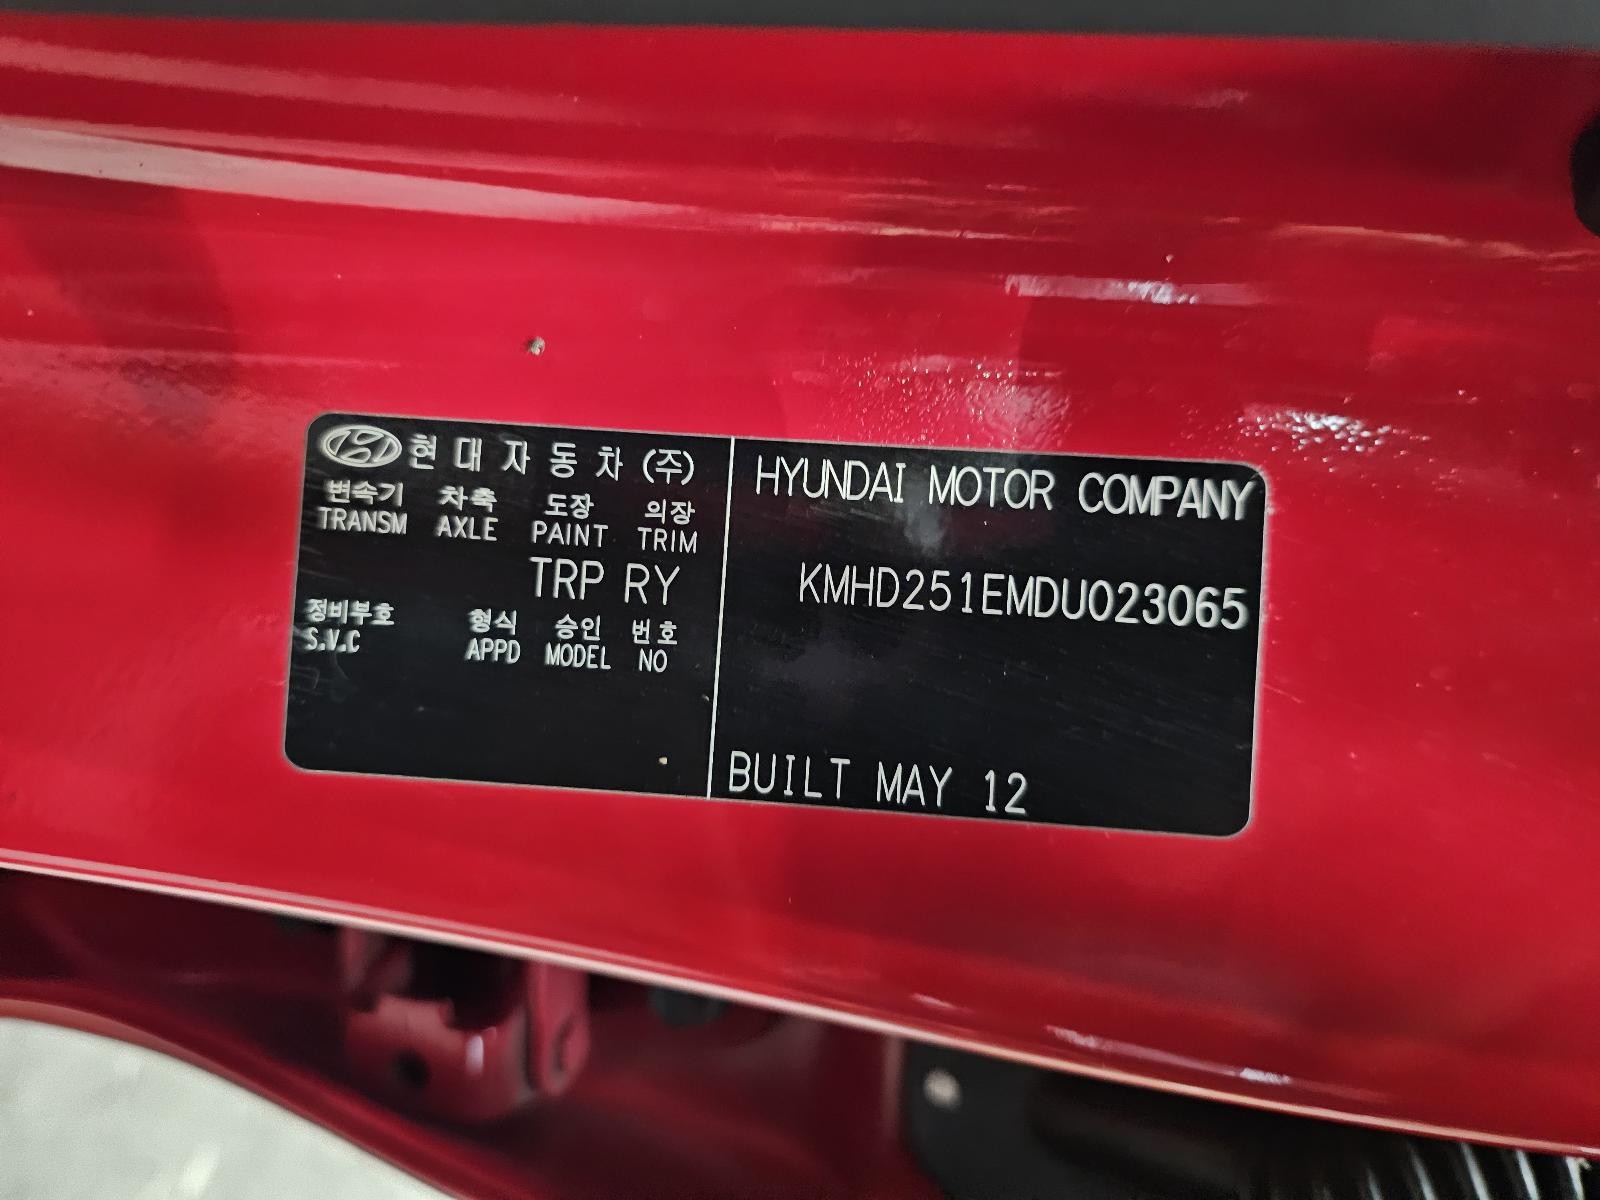 현대자동차(주)
변속기 차축 도장 의장
TRANSM AXLE PAINT TRIM
TRP RY
정비부호 형식 승인 번호
S.V.C APPD MODEL NO
HYUNDAI MOTOR COMPANY
KMHD251EMDU023065
BUILT MAY 12